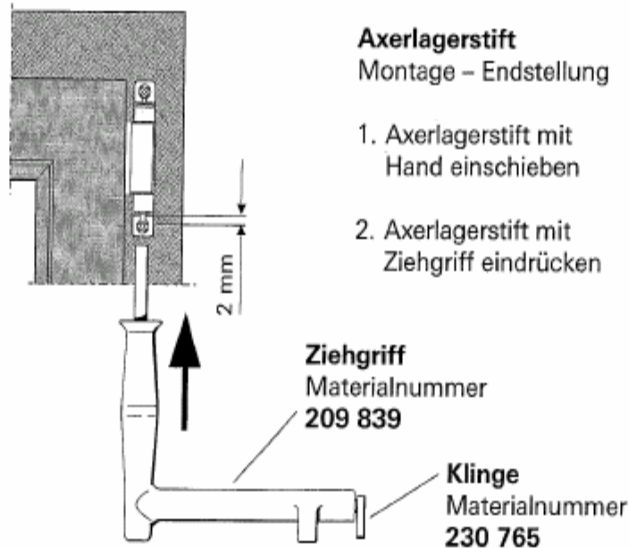 Axerlagerstift
Montage – Endstellung
1. Axerlagerstift mit
Hand einschieben
2. Axerlagerstift mit
Ziehgriff eindrücken
2 mm
Ziehgriff
Materialnummer
209 839
Klinge
Materialnummer
230 765